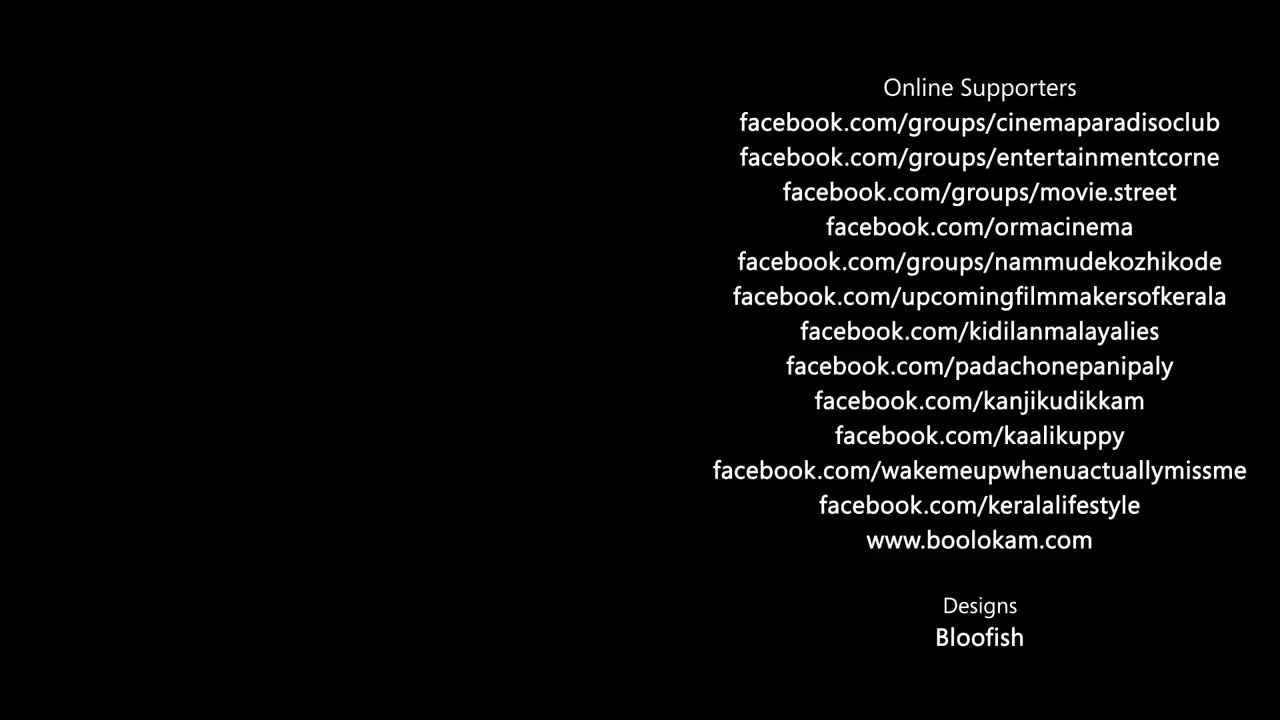 Online Supporters
facebook.com/groups/cinemaparadisoclub
facebook.com/groups/entertainmentcorne
facebook.com/groups/movie.street
facebook.com/ormacinema
facebook.com/groups/nammudekozhikode
facebook.com/upcomingfilmmakersofkerala
facebook.com/kidilanmalayalies
facebook.com/padachonepanipaly
facebook.com/kanjikudikkam
facebook.com/kaalikuppy
facebook.com/wakemeupwhenuactuallymissme
facebook.com/keralalifestyle
www.boolokam.com
Designs
Bloofish